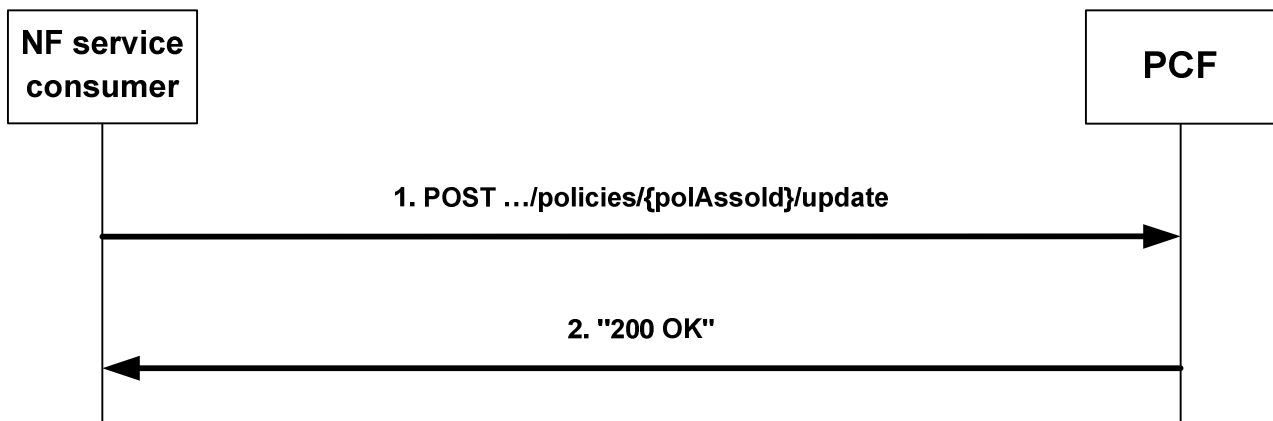 NF service
consumer
PCF
1. POST …/policies/{polAssoId}/update
2. "200 OK"